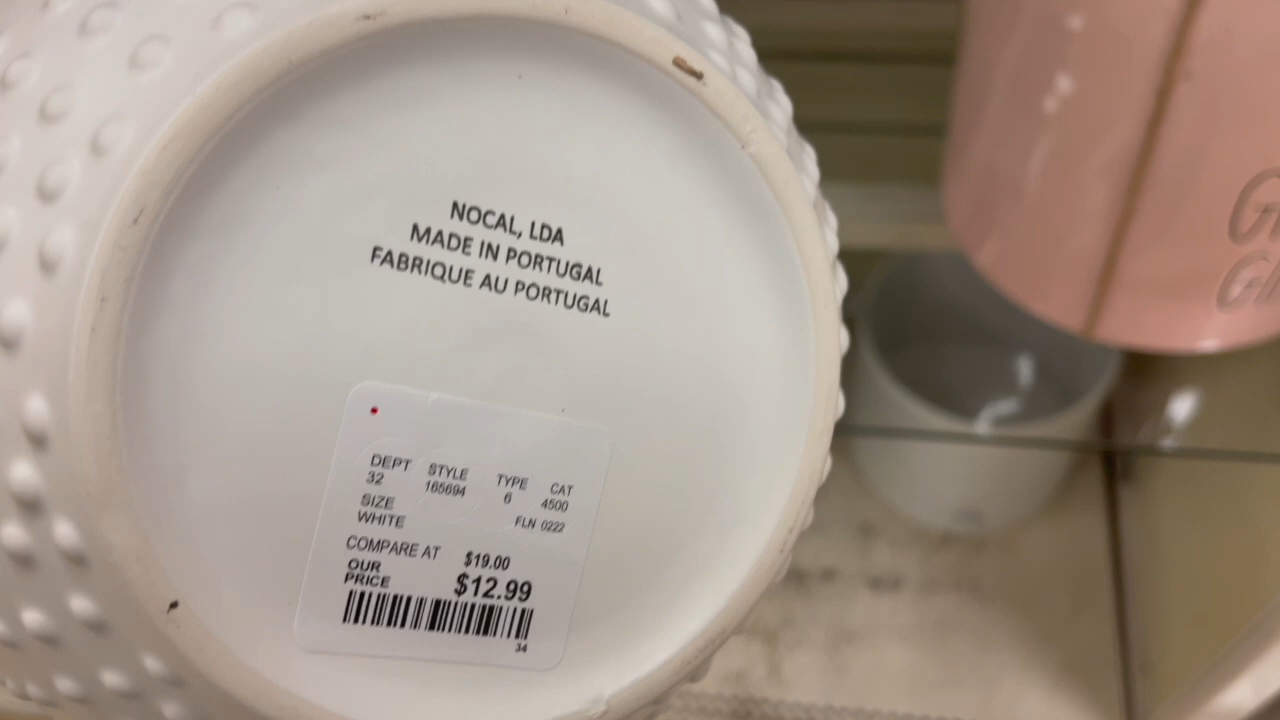 NOCAL, LDA
MADE IN PORTUGAL
FABRIQUE AU PORTUGAL
DEPT STYLE TYPE CAT
32 165694 6 4500
SIZE
WHITE FLN 0222
COMPARE AT $19.00
OUR
PRICE $12.99
34